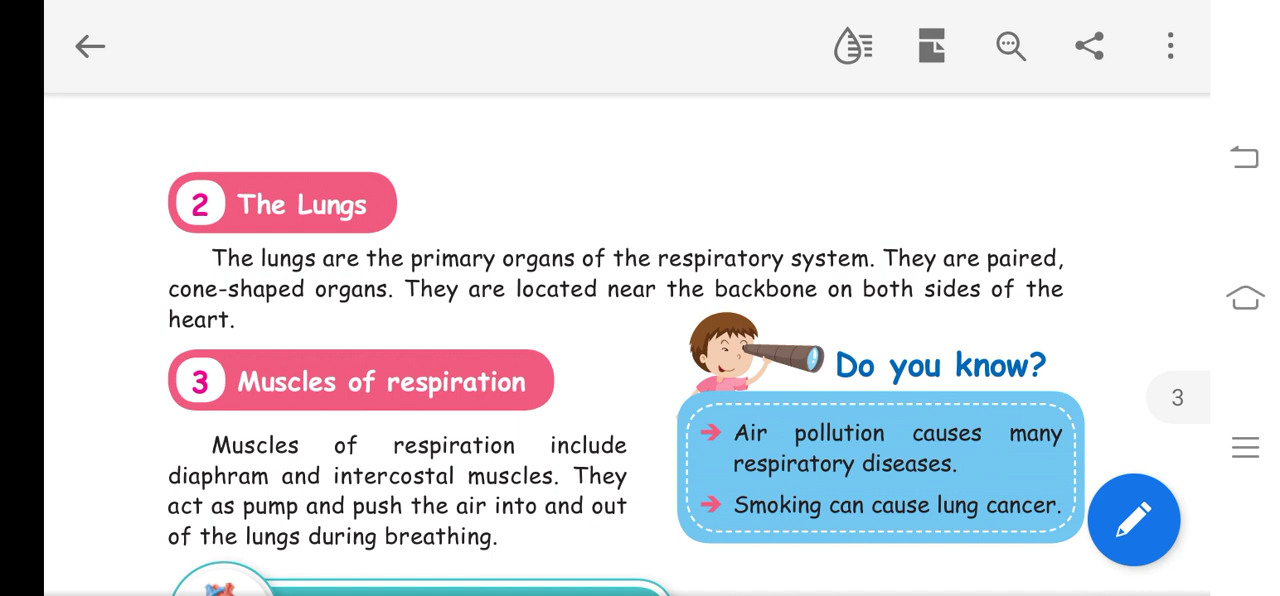 2 The Lungs
The lungs are the primary organs of the respiratory system. They are paired,
cone-shaped organs. They are located near the backbone on both sides of the
heart.
3 Muscles of respiration
Muscles of respiration include
diaphram and intercostal muscles. They
act as pump and push the air into and out
of the lungs during breathing.
Do you know?
➔ Air pollution causes many
respiratory diseases.
➔ Smoking can cause lung cancer.
3